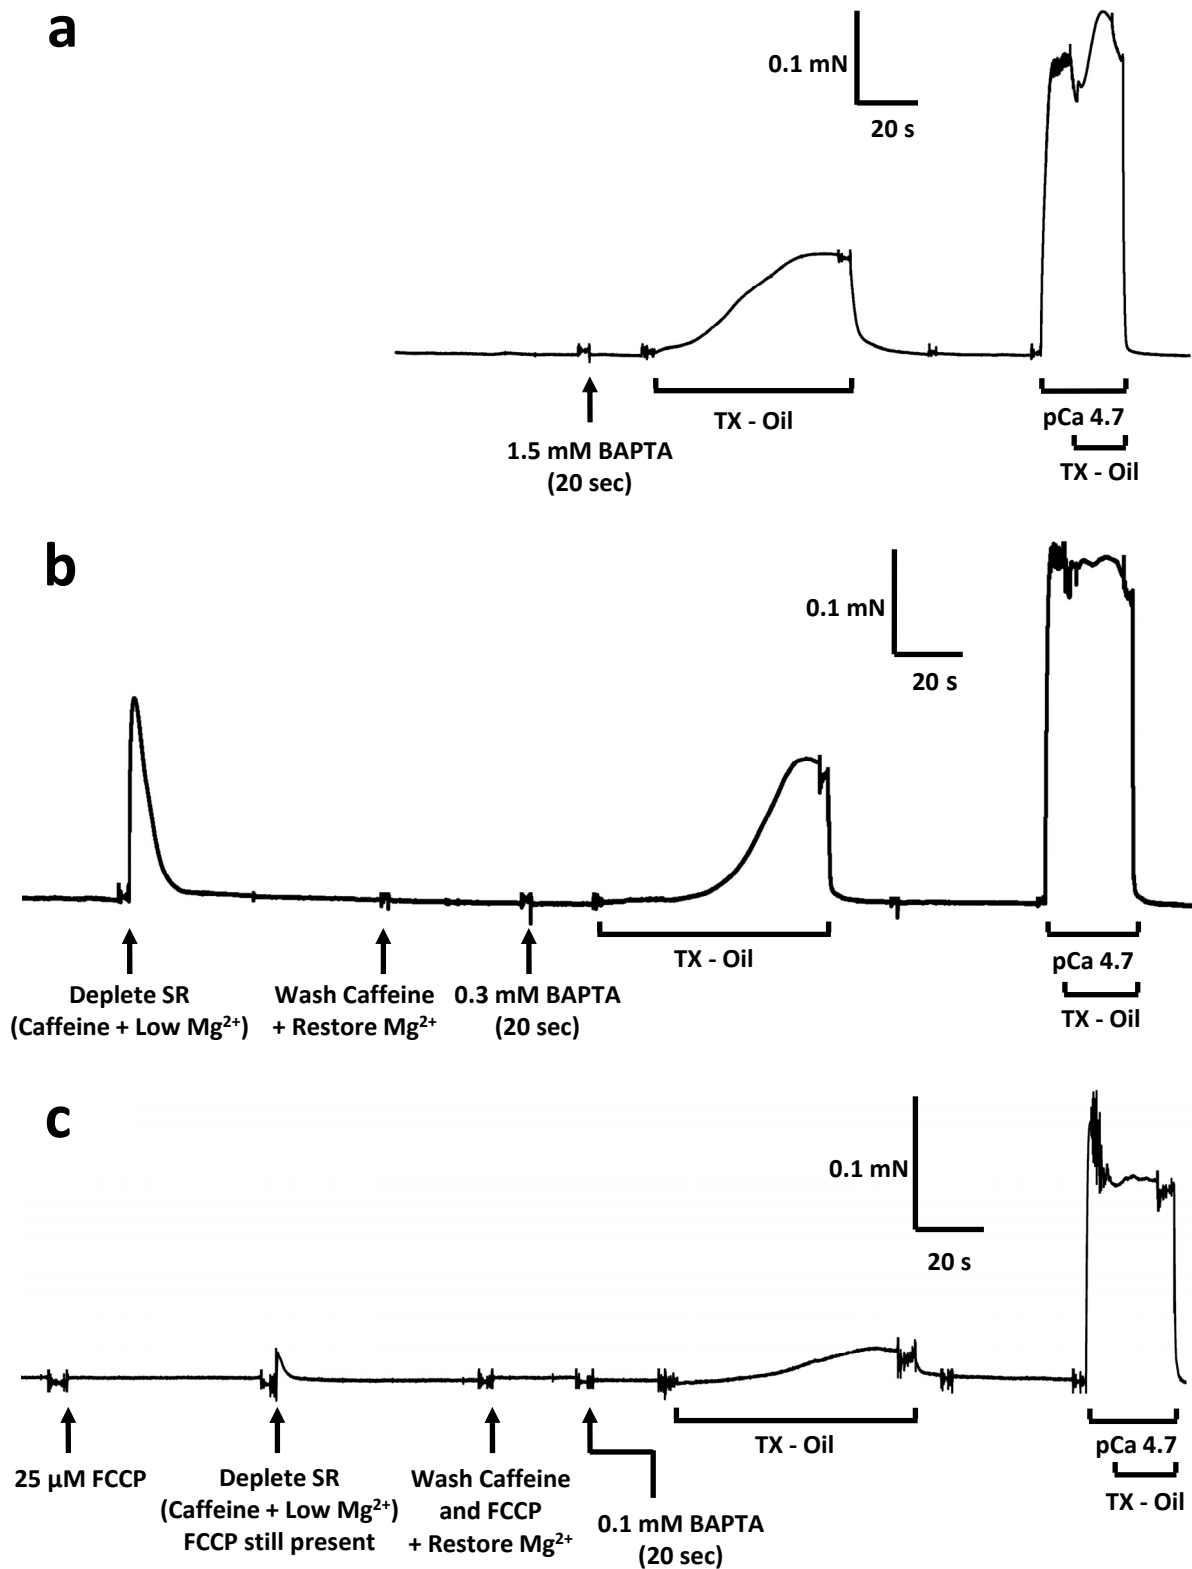 a
0.1 mN
20 s
TX - Oil
pCa 4.7
TX - Oil
1.5 mM BAPTA
(20 sec)
b
0.1 mN
20 s
TX - Oil
pCa 4.7
TX - Oil
Deplete SR
(Caffeine + Low Mg²⁺)
Wash Caffeine
+ Restore Mg²⁺
0.3 mM BAPTA
(20 sec)
c
0.1 mN
20 s
TX - Oil
pCa 4.7
TX - Oil
25 µM FCCP
Deplete SR
(Caffeine + Low Mg²⁺)
FCCP still present
Wash Caffeine
and FCCP
+ Restore Mg²⁺
0.1 mM BAPTA
(20 sec)